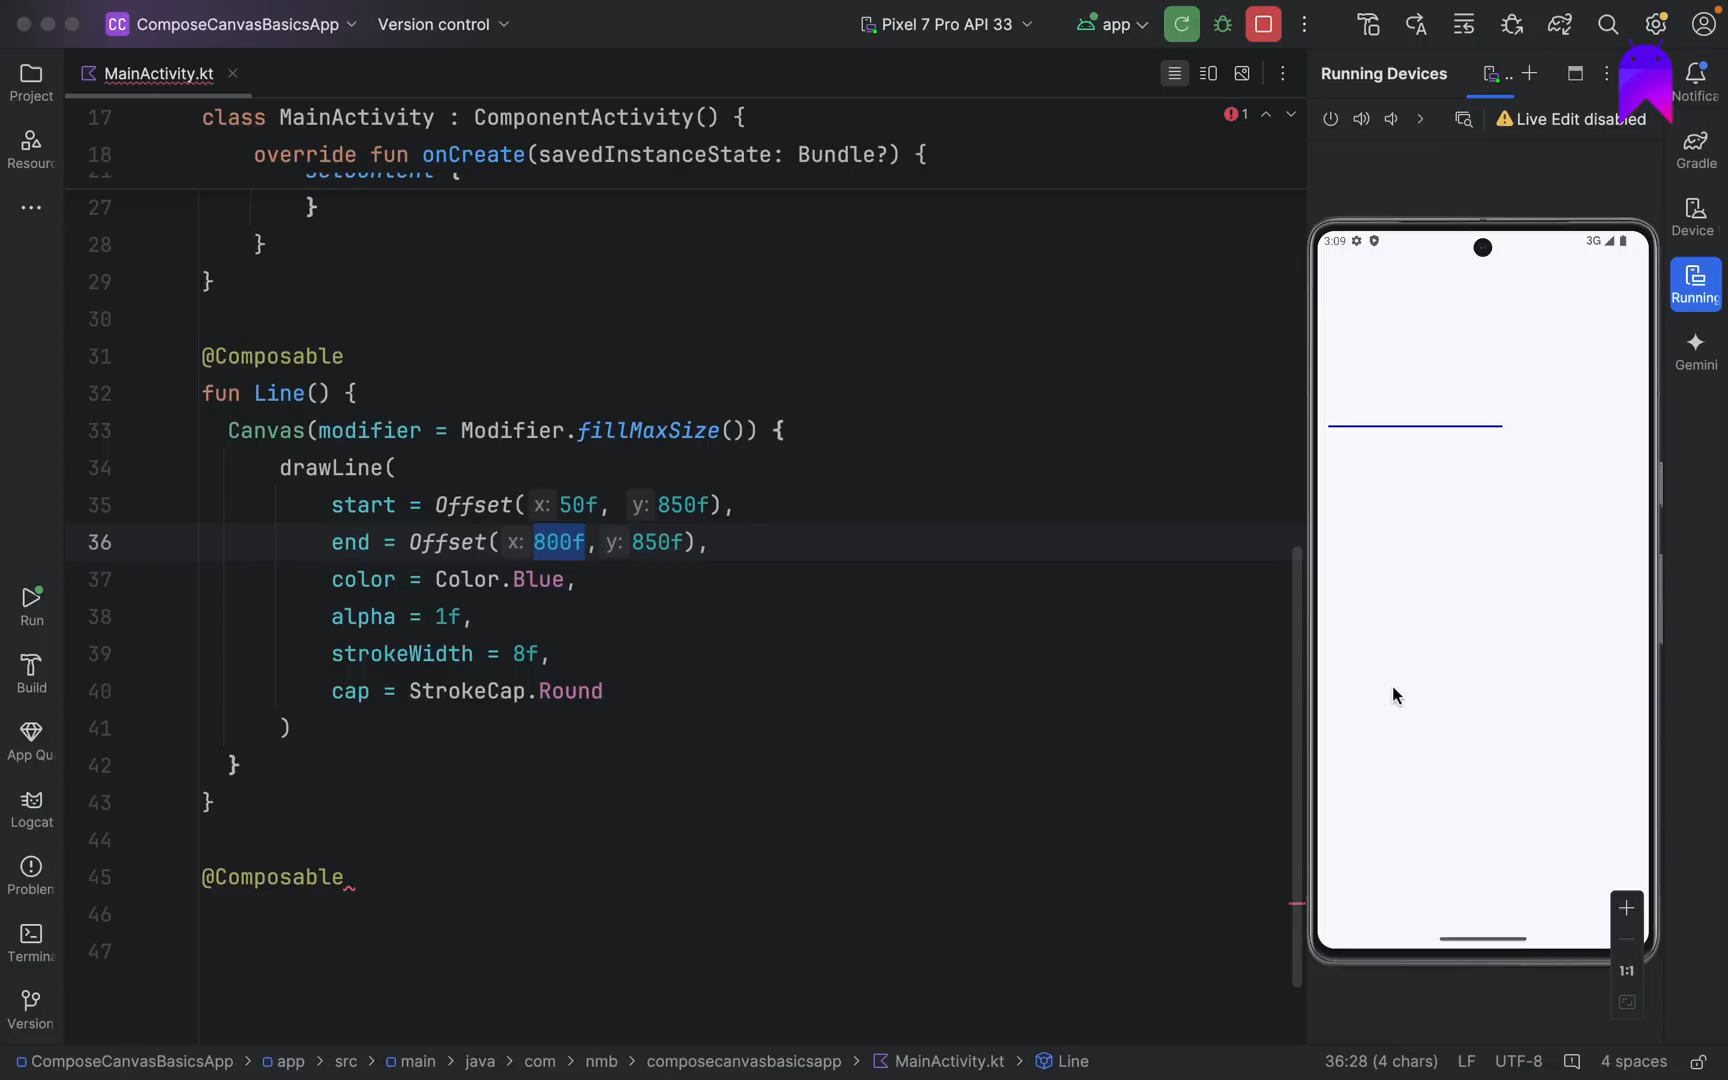 CC ComposeCanvasBasicsApp Version control Pixel 7 Pro API 33 app
MainActivity.kt
Running Devices
Live Edit disabled
Project
Resourc
Run
Build
App Qu
Logcat
Problem
Termina
Version
17 class MainActivity : ComponentActivity() {
18 override fun onCreate(savedInstanceState: Bundle?) {
21 setContent {
27 }
28 }
29 }
30
31 @Composable
32 fun Line() {
33 Canvas(modifier = Modifier.fillMaxSize()) {
34 drawLine(
35 start = Offset( x: 50f, y: 850f),
36 end = Offset( x: 800f, y: 850f),
37 color = Color.Blue,
38 alpha = 1f,
39 strokeWidth = 8f,
40 cap = StrokeCap.Round
41 )
42 }
43 }
44
45 @Composable
46
47
1
3:09 3G
1:1
Notifica
Gradle
Device
Running
Gemini
ComposeCanvasBasicsApp > app > src > main > java > com > nmb > composecanvasbasicsapp > MainActivity.kt > Line 36:28 (4 chars) LF UTF-8 4 spaces